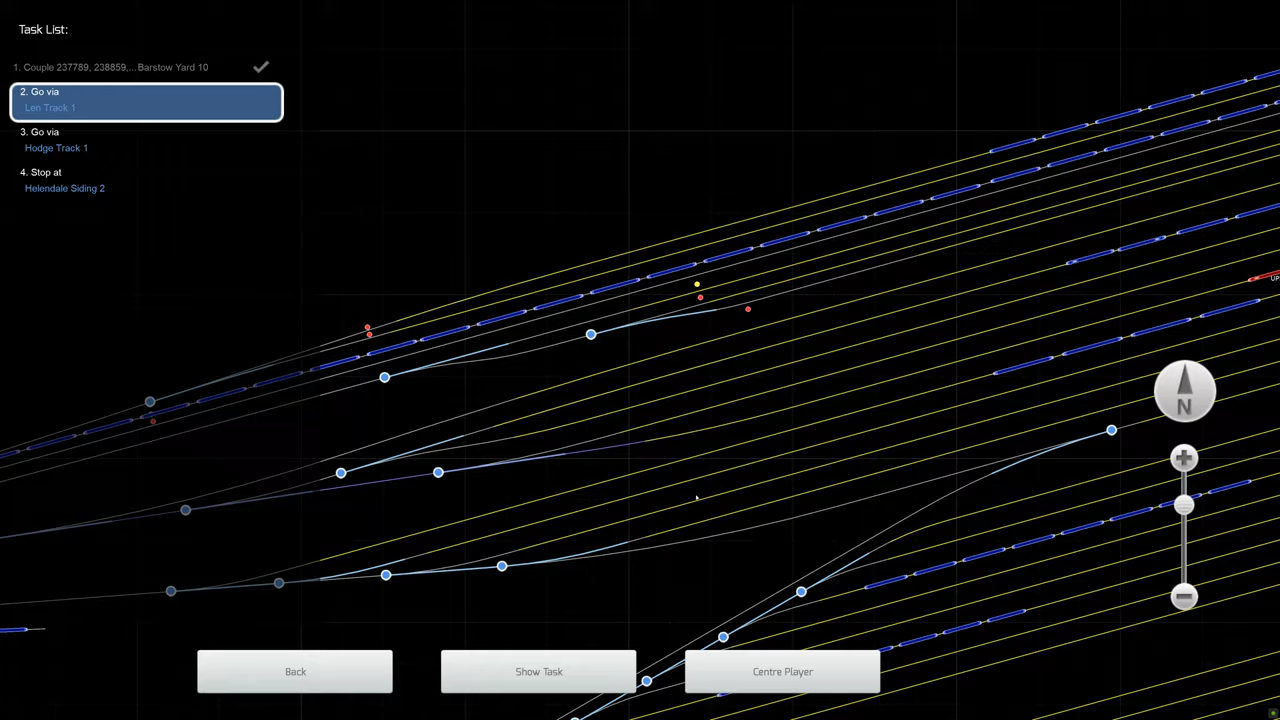 Task List:
1. Couple 237789, 238859,... Barstow Yard 10
2. Go via
Len Track 1
3. Go via
Hodge Track 1
4. Stop at
Helendale Siding 2
UP
N
Back
Show Task
Centre Player